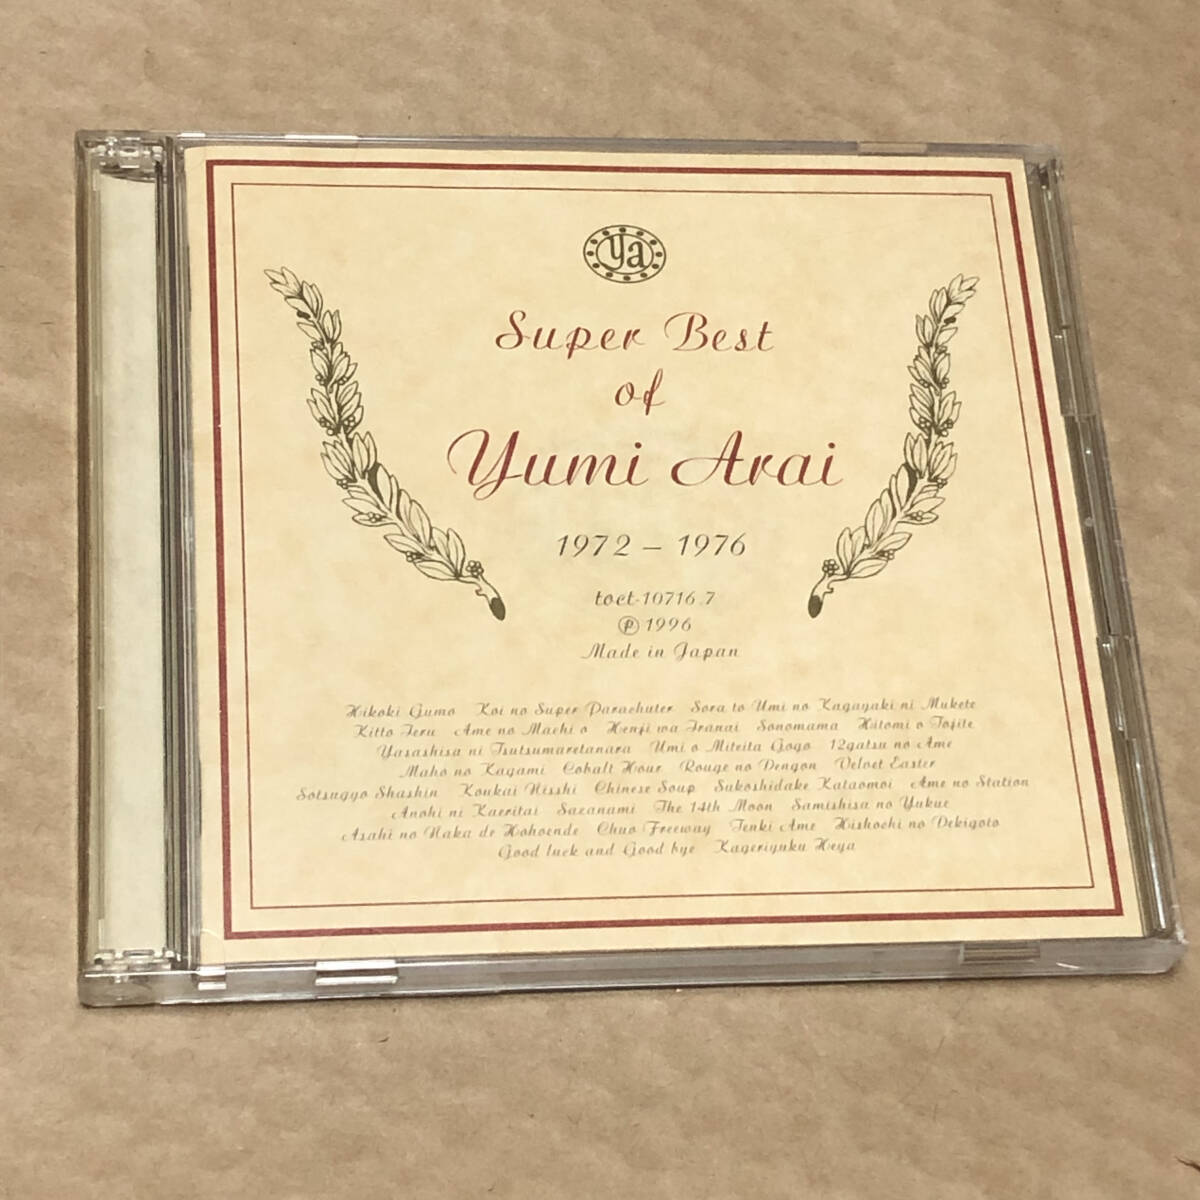 ya
Super Best
of
Yumi Arai
1972 – 1976
toct-10716.7
℗ 1996
Made in Japan
Hikoki Gumo Koi no Super Parachuter Sora to Umi no Kagayaki ni Mukete
Kitto Ieru Ame no Machi o Henji wa Iranai Sonomama Hitomi o Tojite
Yasashisa ni Tsutsumaretanara Umi o Miteita Gogo 12gatsu no Ame
Maho no Kagami Cobalt Hour Rouge no Dengon Velvet Easter
Sotsugyo Shashin Koukai Nisshi Chinese Soup Sukoshidake Kataomoi Ame no Station
Anohi ni Kaeritai Sazanami The 14th Moon Samishisa no Yukue
Asahi no Naka de Hohoende Chuo Freeway Tenki Ame Hishochi no Dekigoto
Good luck and Good bye Kageriyuku Heya